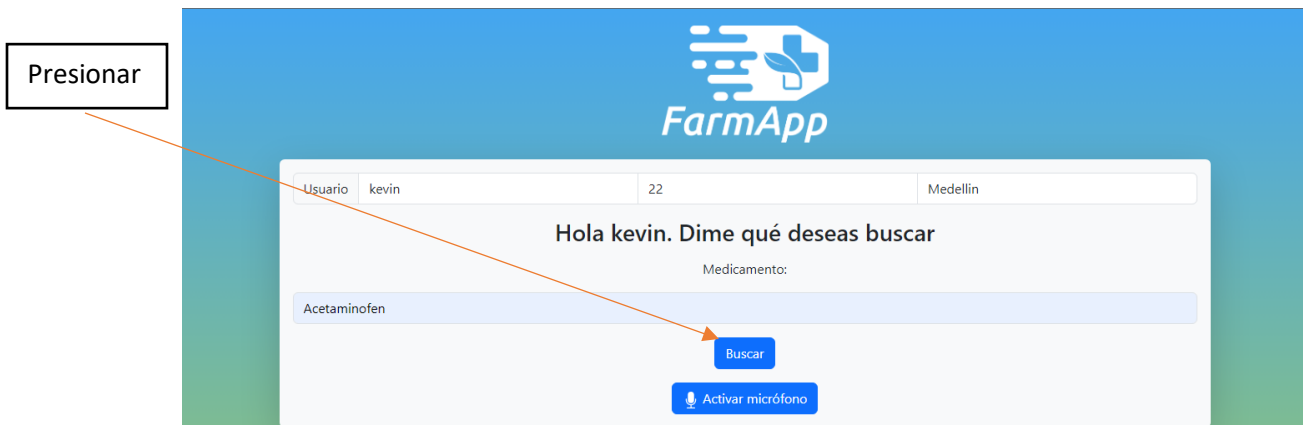 Presionar
FarmApp
Usuario kevin 22 Medellin
Hola kevin. Dime qué deseas buscar
Medicamento:
Acetaminofen
Buscar
Activar micrófono